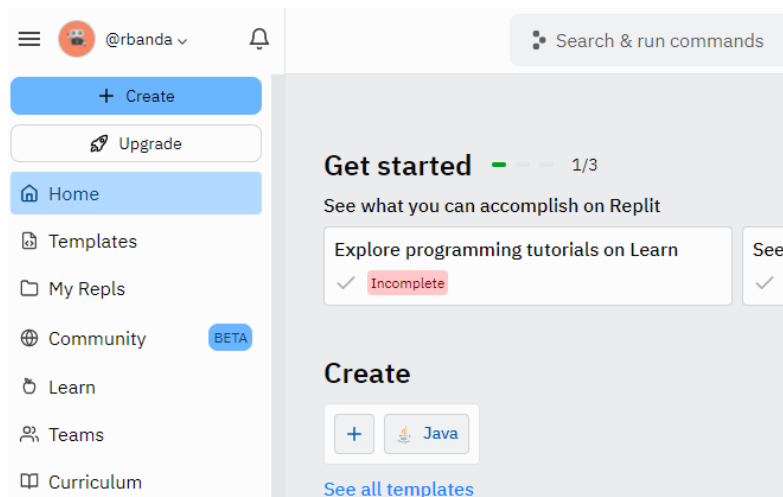 @rbanda
Search & run commands
+ Create
Upgrade
Home
Templates
My Repls
Community BETA
Learn
Teams
Curriculum
Get started 1/3
See what you can accomplish on Replit
Explore programming tutorials on Learn
Incomplete
See
Create
+ Java
See all templates